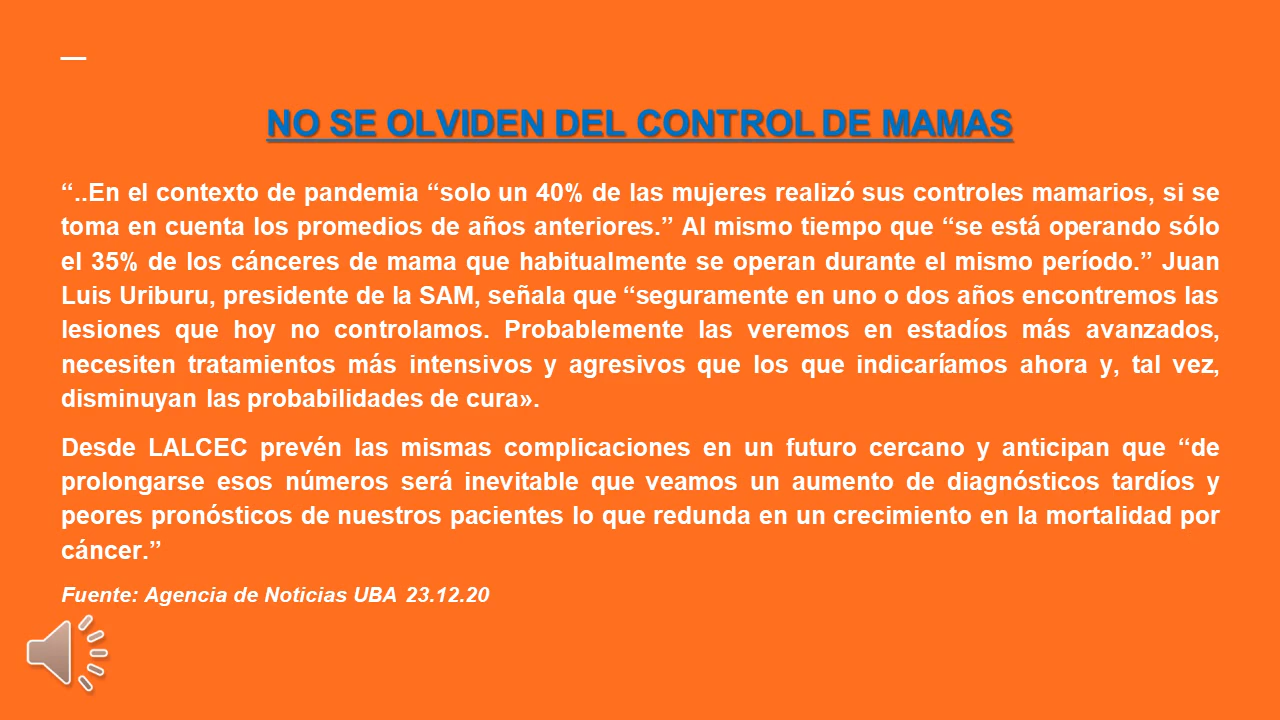 NO SE OLVIDEN DEL CONTROL DE MAMAS
“..En el contexto de pandemia “solo un 40% de las mujeres realizó sus controles mamarios, si se
toma en cuenta los promedios de años anteriores.” Al mismo tiempo que “se está operando sólo
el 35% de los cánceres de mama que habitualmente se operan durante el mismo período.” Juan
Luis Uriburu, presidente de la SAM, señala que “seguramente en uno o dos años encontremos las
lesiones que hoy no controlamos. Probablemente las veremos en estadíos más avanzados,
necesiten tratamientos más intensivos y agresivos que los que indicaríamos ahora y, tal vez,
disminuyan las probabilidades de cura».
Desde LALCEC prevén las mismas complicaciones en un futuro cercano y anticipan que “de
prolongarse esos números será inevitable que veamos un aumento de diagnósticos tardíos y
peores pronósticos de nuestros pacientes lo que redunda en un crecimiento en la mortalidad por
cáncer.”
Fuente: Agencia de Noticias UBA 23.12.20